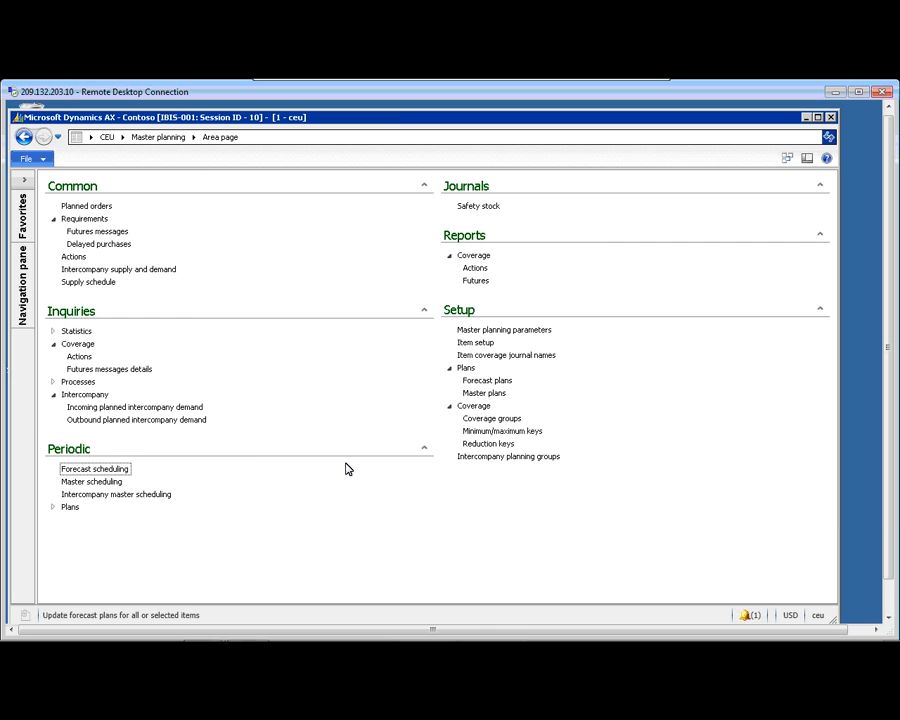 209.132.203.10 - Remote Desktop Connection
Microsoft Dynamics AX - Contoso [IBIS-001: Session ID - 10] - [1 - ceu]
CEU Master planning Area page
File
Favorites
Navigation pane
Common
Planned orders
Requirements
Futures messages
Delayed purchases
Actions
Intercompany supply and demand
Supply schedule
Inquiries
Statistics
Coverage
Actions
Futures messages details
Processes
Intercompany
Incoming planned intercompany demand
Outbound planned intercompany demand
Periodic
Forecast scheduling
Master scheduling
Intercompany master scheduling
Plans
Journals
Safety stock
Reports
Coverage
Actions
Futures
Setup
Master planning parameters
Item setup
Item coverage journal names
Plans
Forecast plans
Master plans
Coverage
Coverage groups
Minimum/maximum keys
Reduction keys
Intercompany planning groups
Update forecast plans for all or selected items
(1) USD ceu